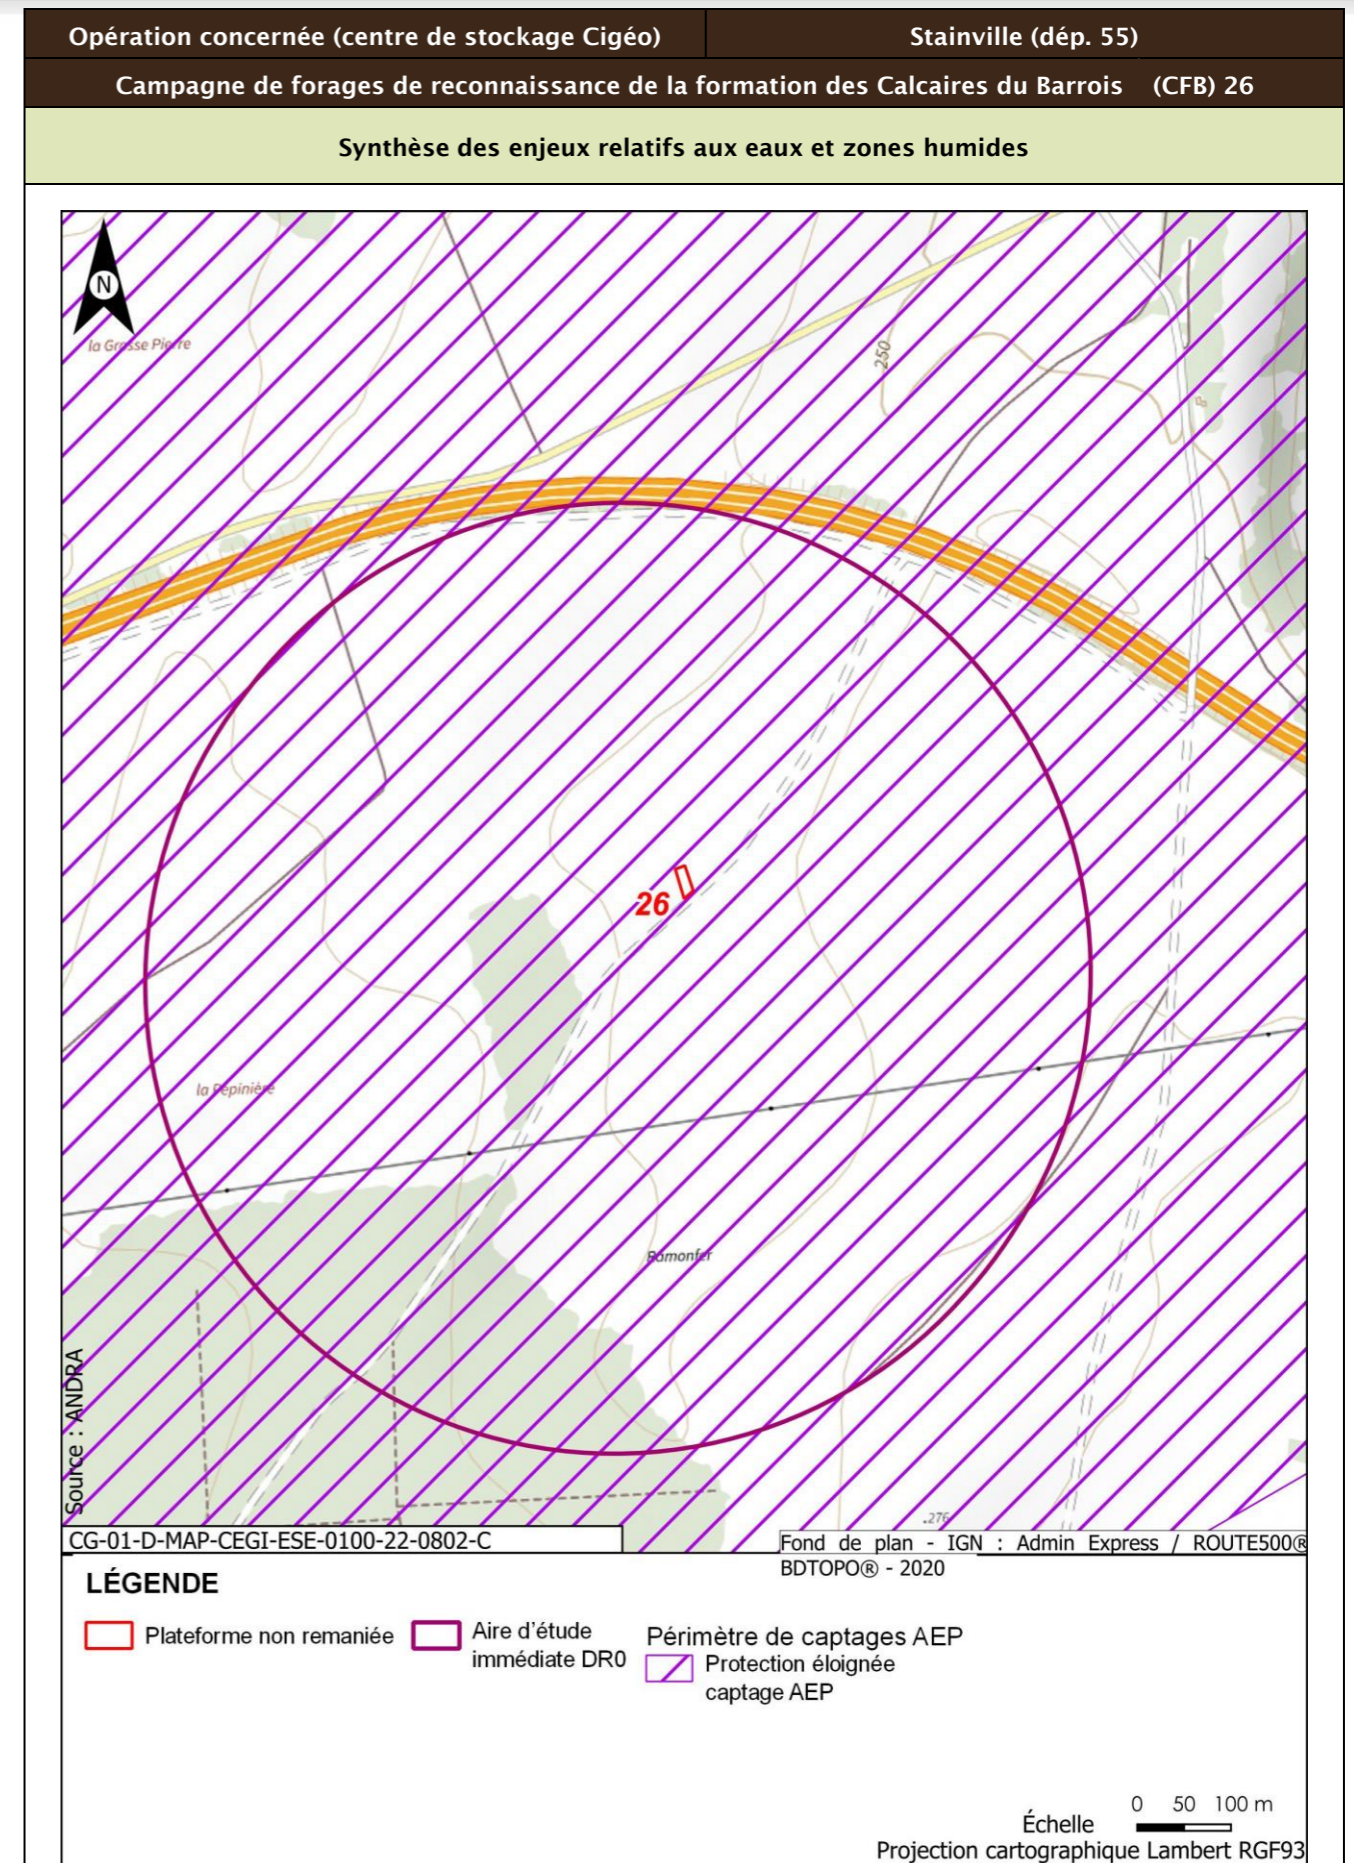 Opération concernée (centre de stockage Cigéo)
Stainville (dép. 55)
Campagne de forages de reconnaissance de la formation des Calcaires du Barrois (CFB) 26
Synthèse des enjeux relatifs aux eaux et zones humides
N
la Grosse Pierre
250
26
la Pépinière
Bamonfer
.276
Source : ANDRA
CG-01-D-MAP-CEGI-ESE-0100-22-0802-C
Fond de plan - IGN : Admin Express / ROUTE500®
BDTOPO® - 2020
LÉGENDE
Plateforme non remaniée
Aire d'étude
immédiate DR0
Périmètre de captages AEP
Protection éloignée
captage AEP
0 50 100 m
Échelle
Projection cartographique Lambert RGF93